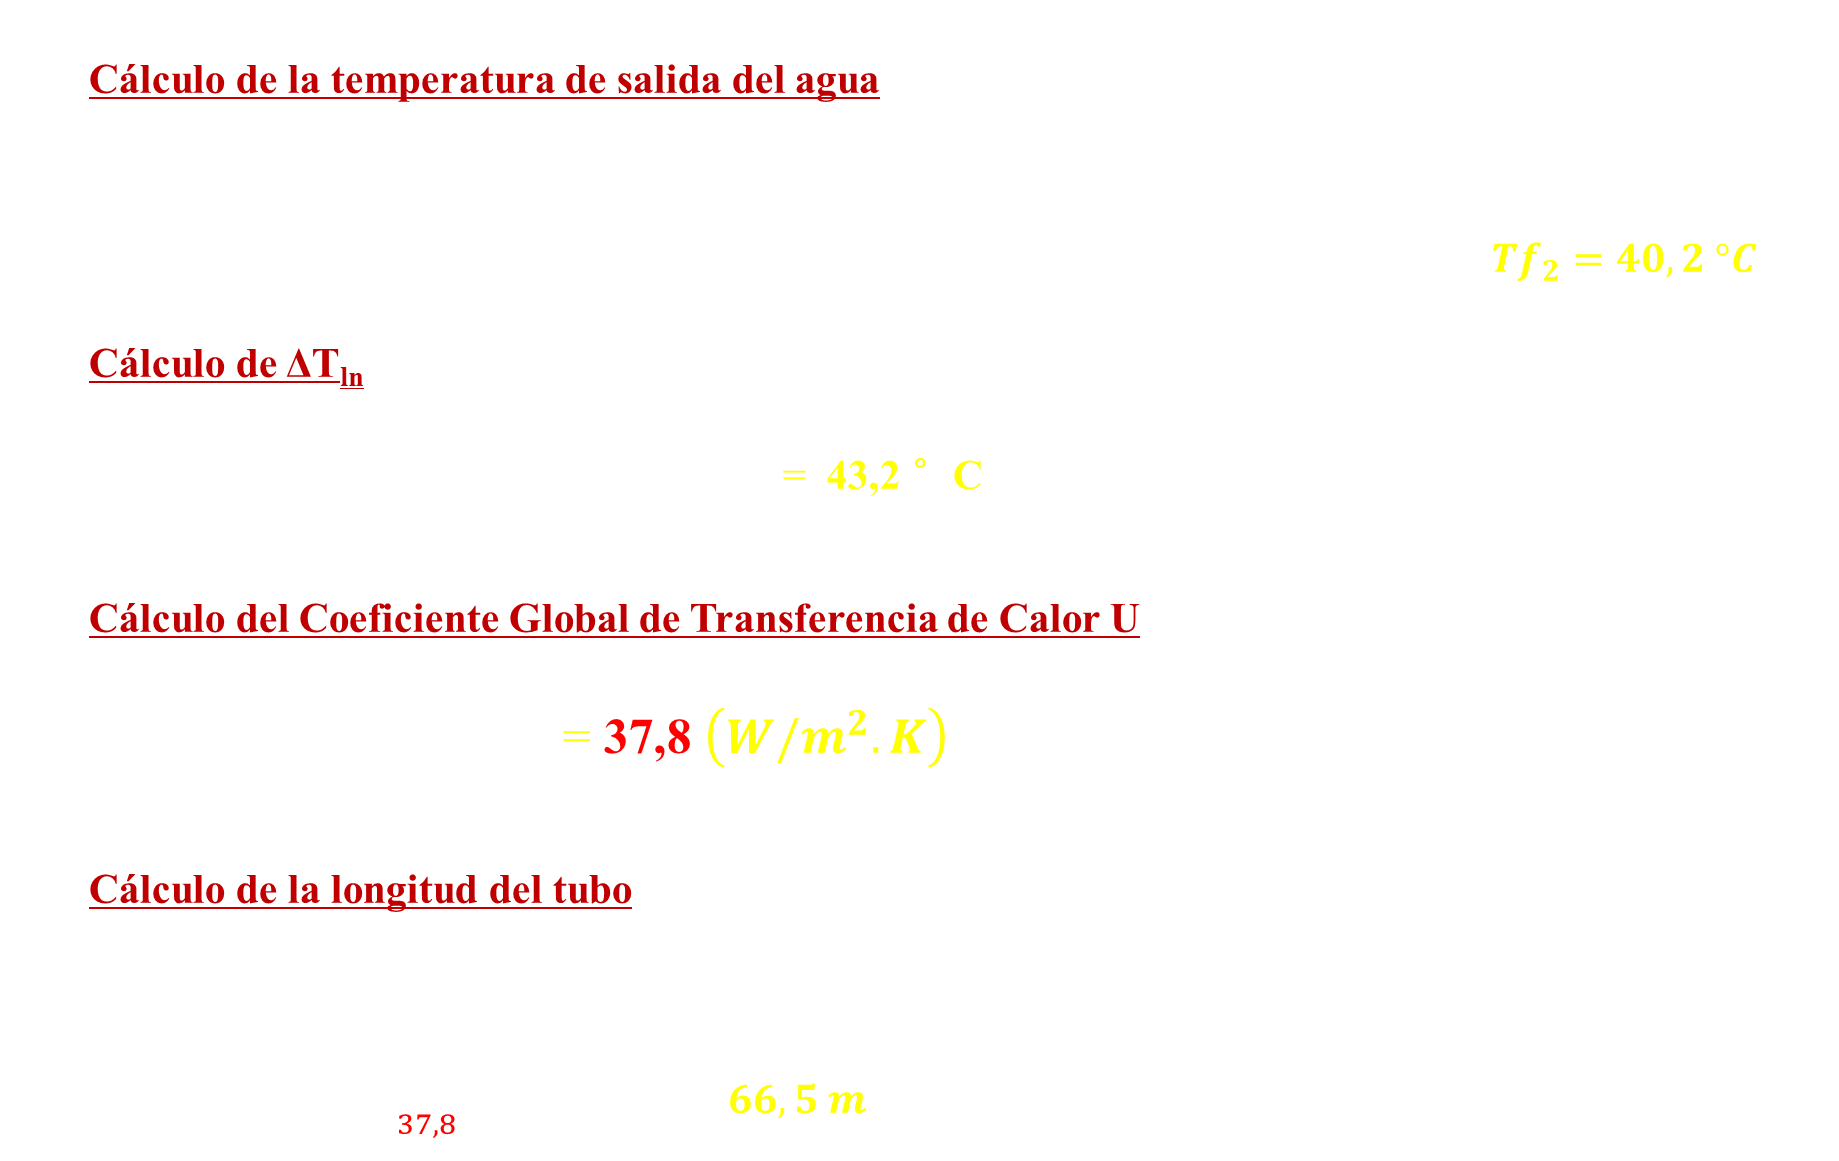 Cálculo de la temperatura de salida del agua
Tf₂ = 40,2 °C
Cálculo de ΔTln
= 43,2 ° C
Cálculo del Coeficiente Global de Transferencia de Calor U
= 37,8 (W/m².K)
Cálculo de la longitud del tubo
66,5 m
37,8